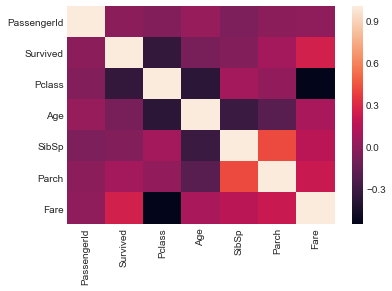 PassengerId
Survived
Pclass
Age
SibSp
Parch
Fare
PassengerId
Survived
Pclass
Age
SibSp
Parch
Fare
0.9
0.6
0.3
0.0
−0.3